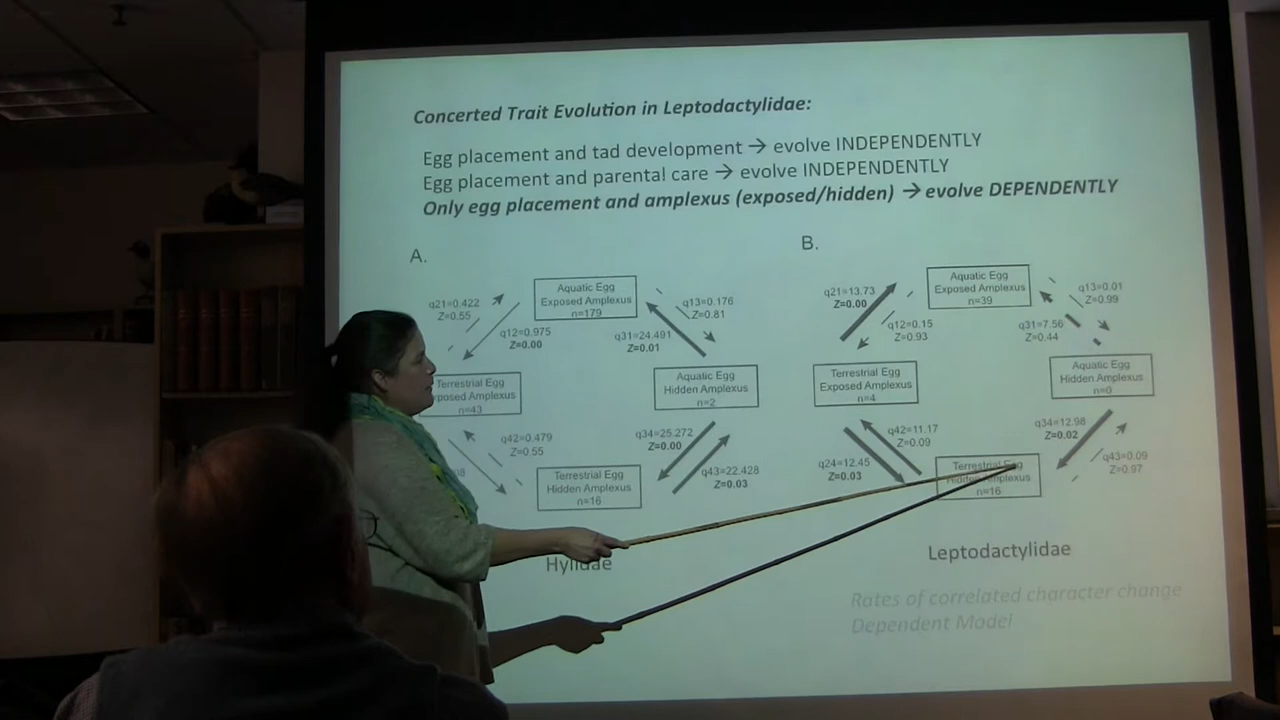 Concerted Trait Evolution in Leptodactylidae:
Egg placement and tad development → evolve INDEPENDENTLY
Egg placement and parental care → evolve INDEPENDENTLY
Only egg placement and amplexus (exposed/hidden) → evolve DEPENDENTLY
A.
Aquatic Egg
Exposed Amplexus
n=179
q21=0.422
Z=0.55
q12=0.975
Z=0.00
q13=0.176
Z=0.81
q31=24.491
Z=0.01
Terrestrial Egg
Amplexus
n=43
Aquatic Egg
Hidden Amplexus
n=2
q42=0.479
Z=0.55
q34=25.272
Z=0.00
q43=22.428
Z=0.03
Terrestrial Egg
Hidden Amplexus
n=16
Hylidae
B.
Aquatic Egg
Exposed Amplexus
n=39
q21=13.73
Z=0.00
q12=0.15
Z=0.93
q13=0.01
Z=0.99
q31=7.56
Z=0.44
Terrestrial Egg
Exposed Amplexus
n=4
Aquatic Egg
Hidden Amplexus
n=0
q42=11.17
Z=0.09
q24=12.45
Z=0.03
q34=12.98
Z=0.02
q43=0.09
Z=0.97
Terrestrial Egg
Hidden Amplexus
n=16
Leptodactylidae
Rates of correlated character change
Dependent Model